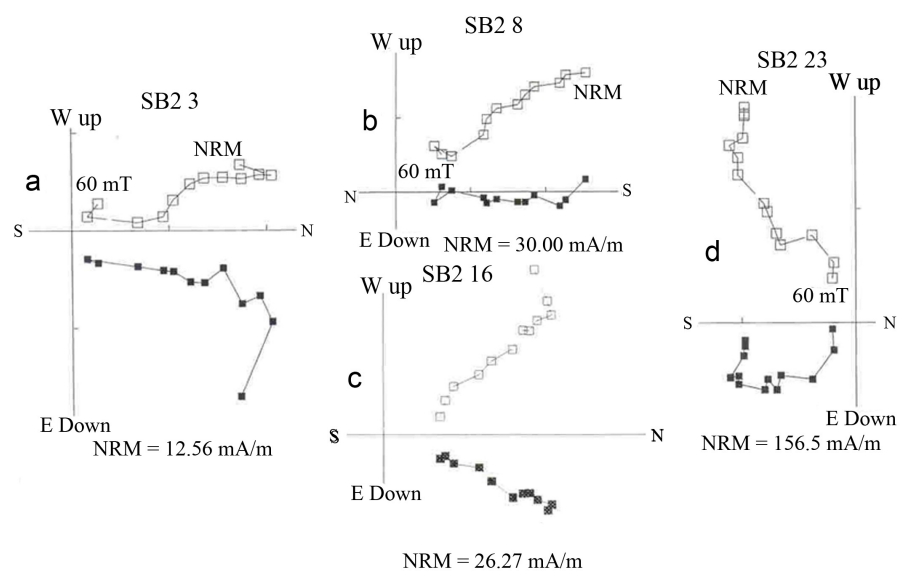 SB2 3
W up
a
NRM
60 mT
S
N
E Down
NRM = 12.56 mA/m
SB2 8
W up
b
NRM
60 mT
N
S
E Down
NRM = 30.00 mA/m
SB2 16
W up
c
S
N
E Down
NRM = 26.27 mA/m
SB2 23
NRM
W up
d
60 mT
S
N
E Down
NRM = 156.5 mA/m